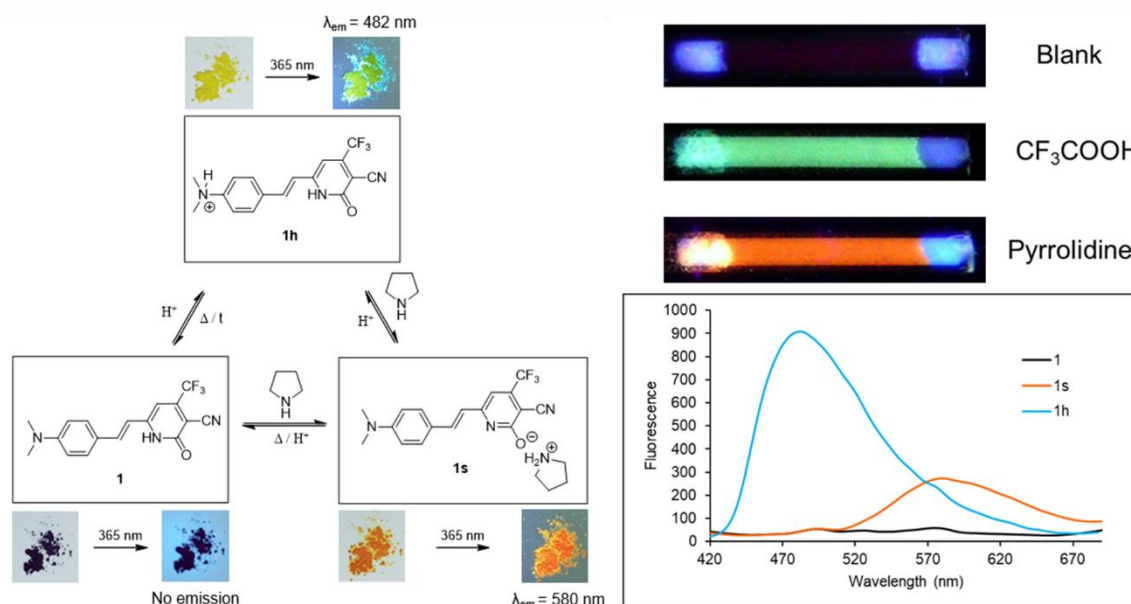 λem = 482 nm
365 nm
CF3
H
N
⊕
CN
HN
O
1h
H+
Δ / t
N
H
H+
CF3
N
CN
HN
O
1
N
H
Δ / H+
CF3
N
CN
N
O⊖
⊕
H2N
1s
365 nm
No emission
365 nm
λem = 580 nm
Blank
CF3COOH
Pyrrolidine
1000
900
800
700
600
500
400
300
200
100
0
Fluorescence
1
1s
1h
420 470 520 570 620 670
Wavelength (nm)